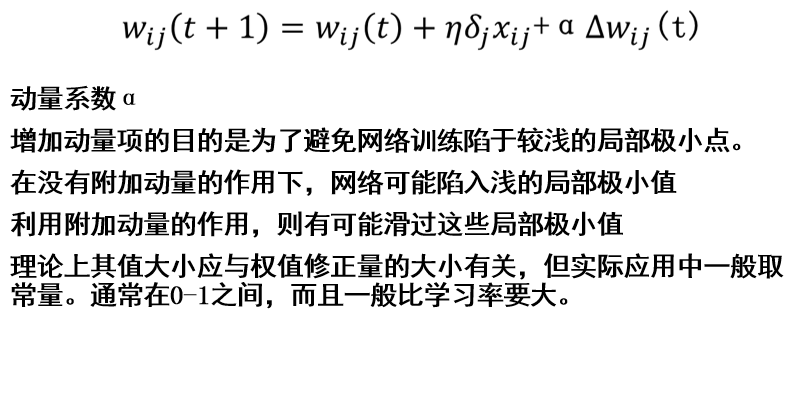 w_{ij}(t + 1) = w_{ij}(t) + ηδ_jx_{ij}+ α Δw_{ij}(t)
动量系数 α
增加动量项的目的是为了避免网络训练陷于较浅的局部极小点。
在没有附加动量的作用下，网络可能陷入浅的局部极小值
利用附加动量的作用，则有可能滑过这些局部极小值
理论上其值大小应与权值修正量的大小有关，但实际应用中一般取
常量。通常在0-1之间，而且一般比学习率要大。